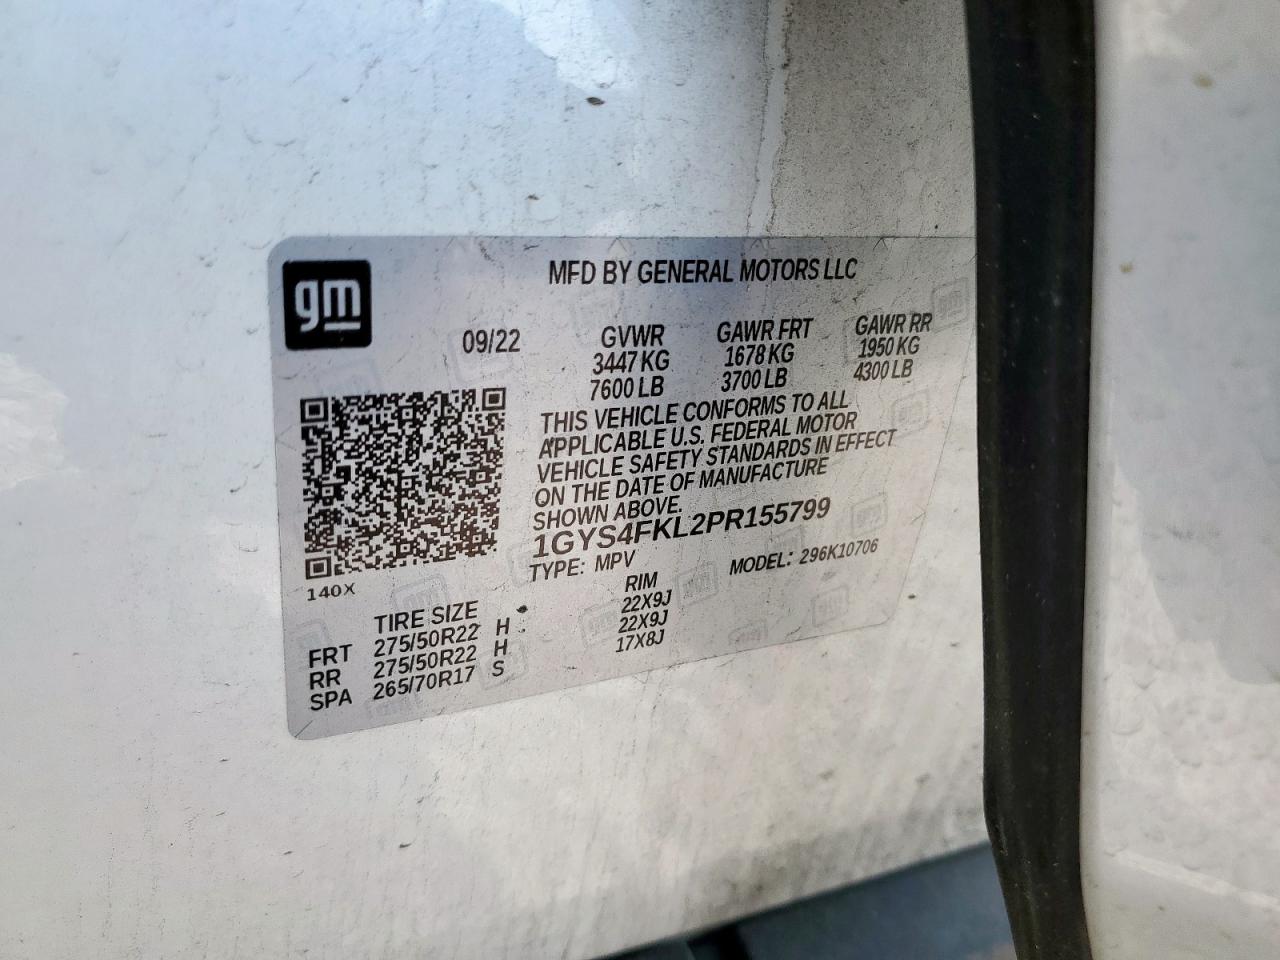 gm
MFD BY GENERAL MOTORS LLC
09/22
GVWR GAWR FRT GAWR RR
3447 KG 1678 KG 1950 KG
7600 LB 3700 LB 4300 LB
THIS VEHICLE CONFORMS TO ALL
APPLICABLE U.S. FEDERAL MOTOR
VEHICLE SAFETY STANDARDS IN EFFECT
ON THE DATE OF MANUFACTURE
SHOWN ABOVE.
1GYS4FKL2PR155799
TYPE: MPV MODEL: 296K10706
140X
TIRE SIZE RIM
FRT 275/50R22 H 22X9J
RR 275/50R22 H 22X9J
SPA 265/70R17 S 17X8J